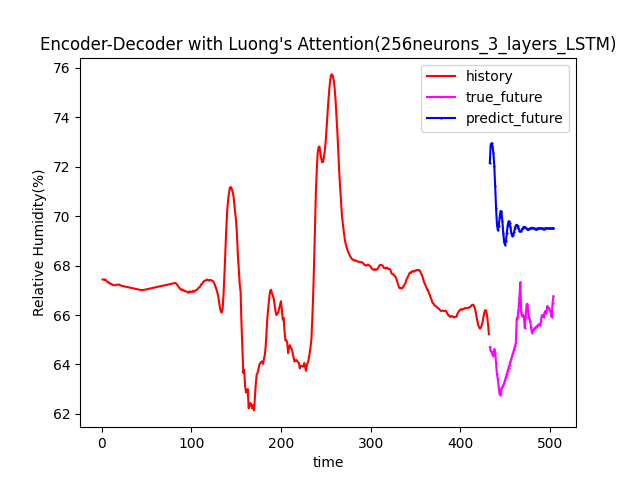 Encoder-Decoder with Luong's Attention(256neurons_3_layers_LSTM)
history
true_future
predict_future
Relative Humidity(%)
76
74
72
70
68
66
64
62
0 100 200 300 400 500
time